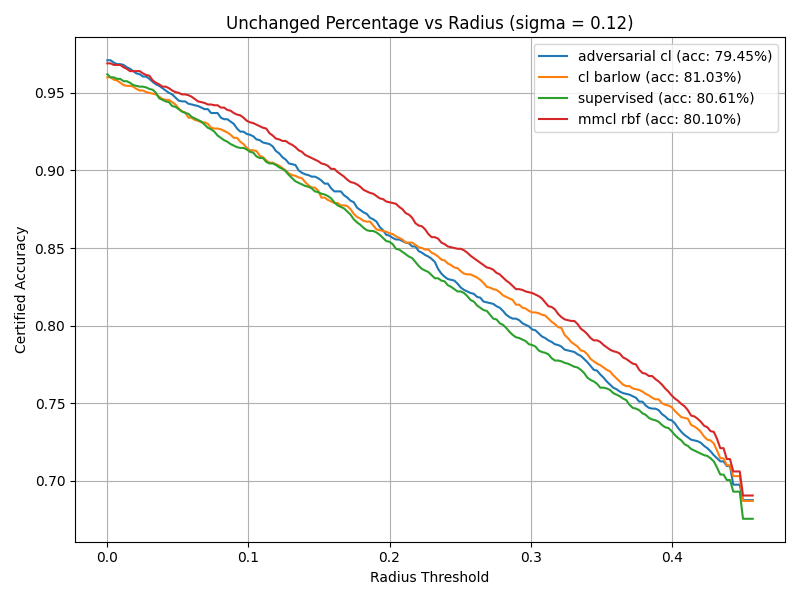 Unchanged Percentage vs Radius (sigma = 0.12)
adversarial cl (acc: 79.45%)
cl barlow (acc: 81.03%)
supervised (acc: 80.61%)
mmcl rbf (acc: 80.10%)
Certified Accuracy
0.95
0.90
0.85
0.80
0.75
0.70
0.0 0.1 0.2 0.3 0.4
Radius Threshold